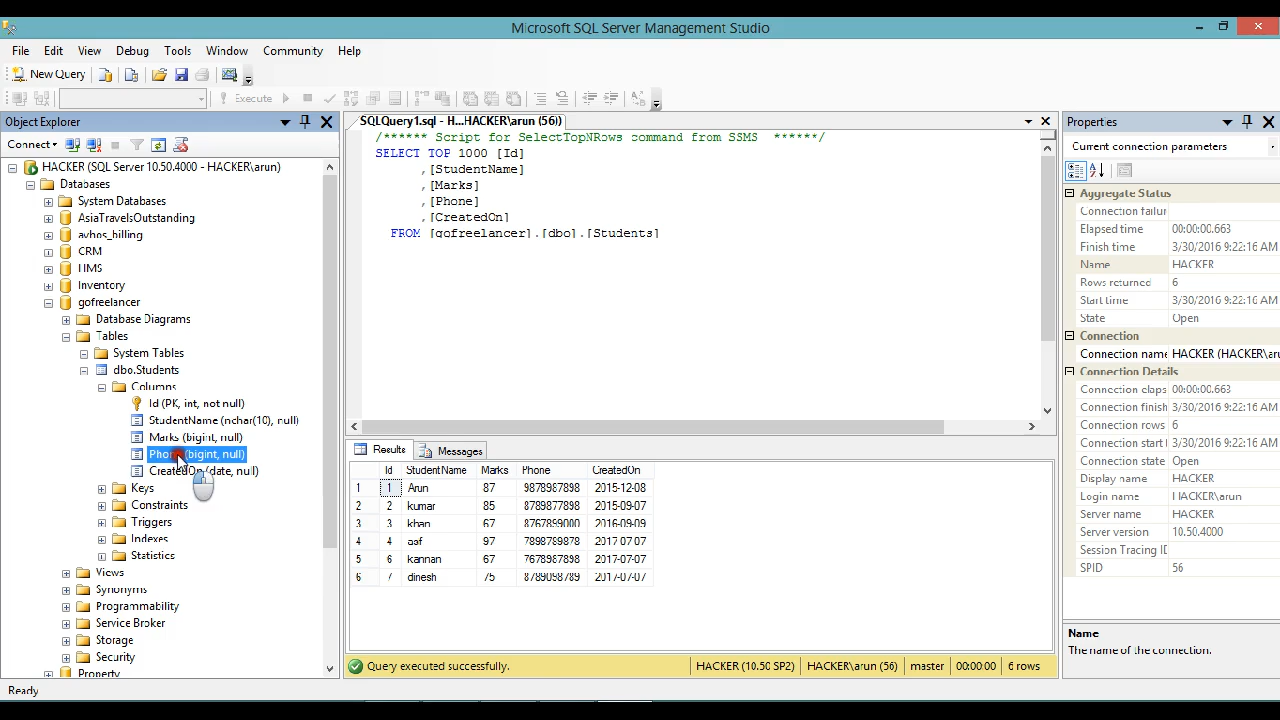 Microsoft SQL Server Management Studio
File Edit View Debug Tools Window Community Help
New Query
Execute
Object Explorer
Connect
HACKER (SQL Server 10.50.4000 - HACKER\arun)
Databases
System Databases
AsiaTravelsOutstanding
avhos_billing
CRM
HMS
Inventory
gofreelancer
Database Diagrams
Tables
System Tables
dbo.Students
Columns
Id (PK, int, not null)
StudentName (nchar(10), null)
Marks (bigint, null)
Phone (bigint, null)
CreatedOn (date, null)
Keys
Constraints
Triggers
Indexes
Statistics
Views
Synonyms
Programmability
Service Broker
Storage
Security
Property
SQLQuery1.sql - H...HACKER\arun (56))
/****** Script for SelectTopNRows command from SSMS ******/
SELECT TOP 1000 [Id]
,[StudentName]
,[Marks]
,[Phone]
,[CreatedOn]
FROM [gofreelancer].[dbo].[Students]
Results Messages
Id StudentName Marks Phone CreatedOn
1 1 Arun 87 9878987898 2015-12-08
2 2 kumar 85 8789877898 2015-09-07
3 3 khan 67 8767899000 2016-09-09
4 4 asf 97 7898789878 2017-07-07
5 6 kannan 67 7678987898 2017-07-07
6 7 dinesh 75 8789098789 2017-07-07
Query executed successfully. HACKER (10.50 SP2) HACKER\arun (56) master 00:00:00 6 rows
Properties
Current connection parameters
Aggregate Status
Connection failur
Elapsed time 00:00:00.663
Finish time 3/30/2016 9:22:16 AM
Name HACKER
Rows returned 6
Start time 3/30/2016 9:22:16 AM
State Open
Connection
Connection name HACKER (HACKER\aru
Connection Details
Connection elaps 00:00:00.663
Connection finish 3/30/2016 9:22:16 AM
Connection rows 6
Connection start 3/30/2016 9:22:16 AM
Connection state Open
Display name HACKER
Login name HACKER\arun
Server name HACKER
Server version 10.50.4000
Session Tracing ID
SPID 56
Name
The name of the connection.
Ready